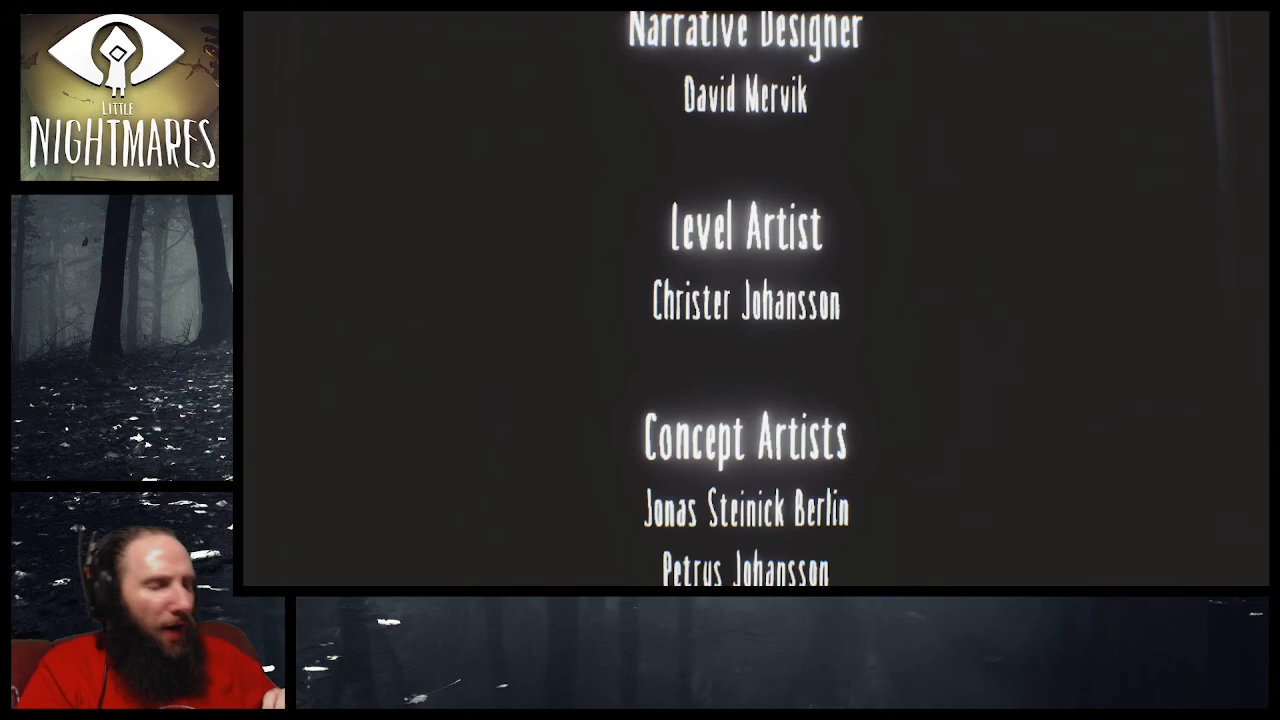 LITTLE
NIGHTMARES
Narrative Designer
David Mervik
Level Artist
Christer Johansson
Concept Artists
Jonas Steinick Berlin
Petrus Johansson